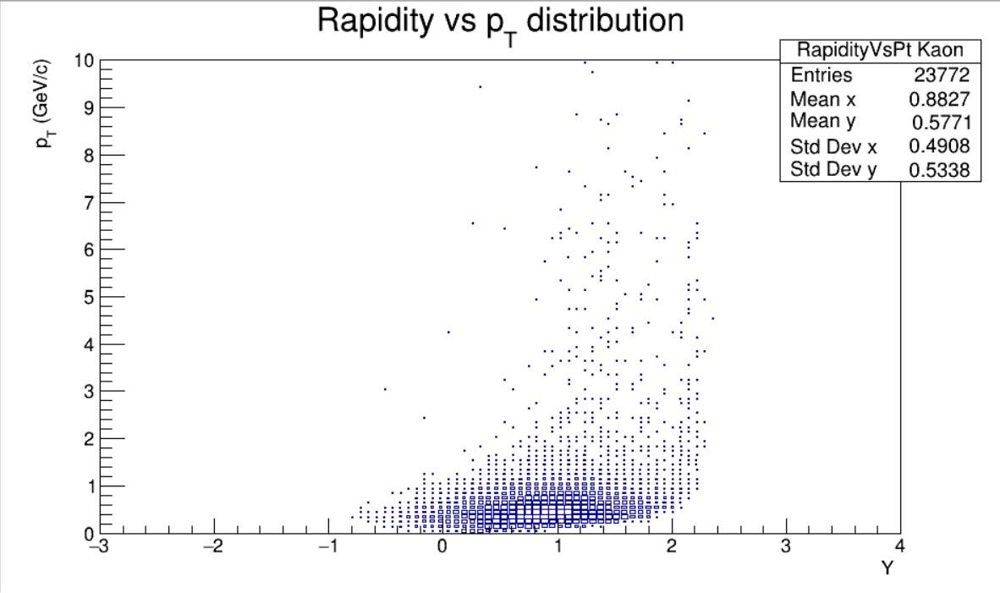 Rapidity vs p_T distribution
RapidityVsPt Kaon
Entries 23772
Mean x 0.8827
Mean y 0.5771
Std Dev x 0.4908
Std Dev y 0.5338
p_T (GeV/c)
10
9
8
7
6
5
4
3
2
1
0
−3 −2 −1 0 1 2 3 4
Y